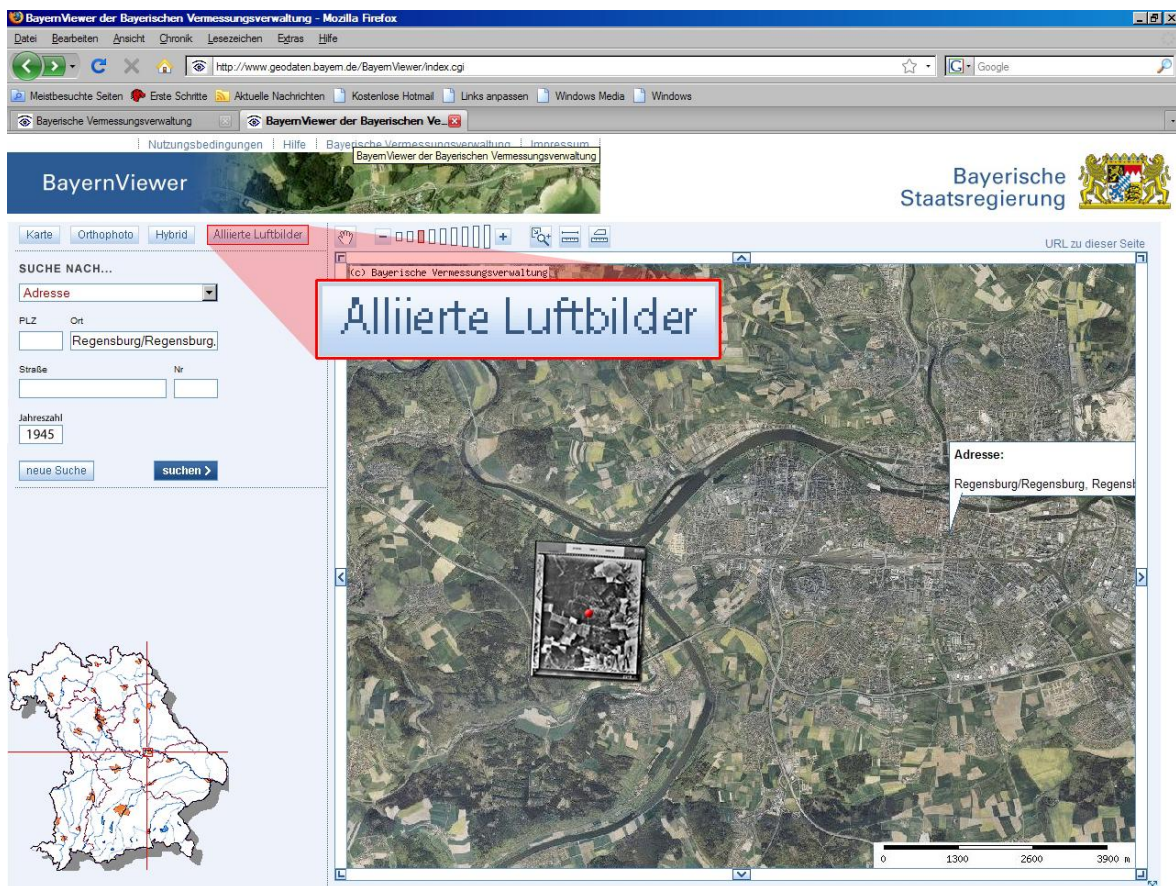 BayernViewer der Bayerischen Vermessungsverwaltung - Mozilla Firefox
Datei Bearbeiten Ansicht Chronik Lesezeichen Extras Hilfe
http://www.geodaten.bayern.de/BayernViewer/index.cgi
G Google
Meistbesuchte Seiten Erste Schritte Aktuelle Nachrichten Kostenlose Hotmail Links anpassen Windows Media Windows
Bayerische Vermessungsverwaltung BayernViewer der Bayerischen Ve...
Nutzungsbedingungen Hilfe Bayerische Vermessungsverwaltung Impressum
BayernViewer der Bayerischen Vermessungsverwaltung
BayernViewer
Bayerische
Staatsregierung
Karte Orthophoto Hybrid Alliierte Luftbilder
URL zu dieser Seite
SUCHE NACH...
Adresse
PLZ Ort
Regensburg/Regensburg,
Straße Nr
Jahreszahl
1945
neue Suche suchen
(c) Bayerische Vermessungsverwaltung
Alliierte Luftbilder
Adresse:
Regensburg/Regensburg, Regensb
0 1300 2600 3900 m